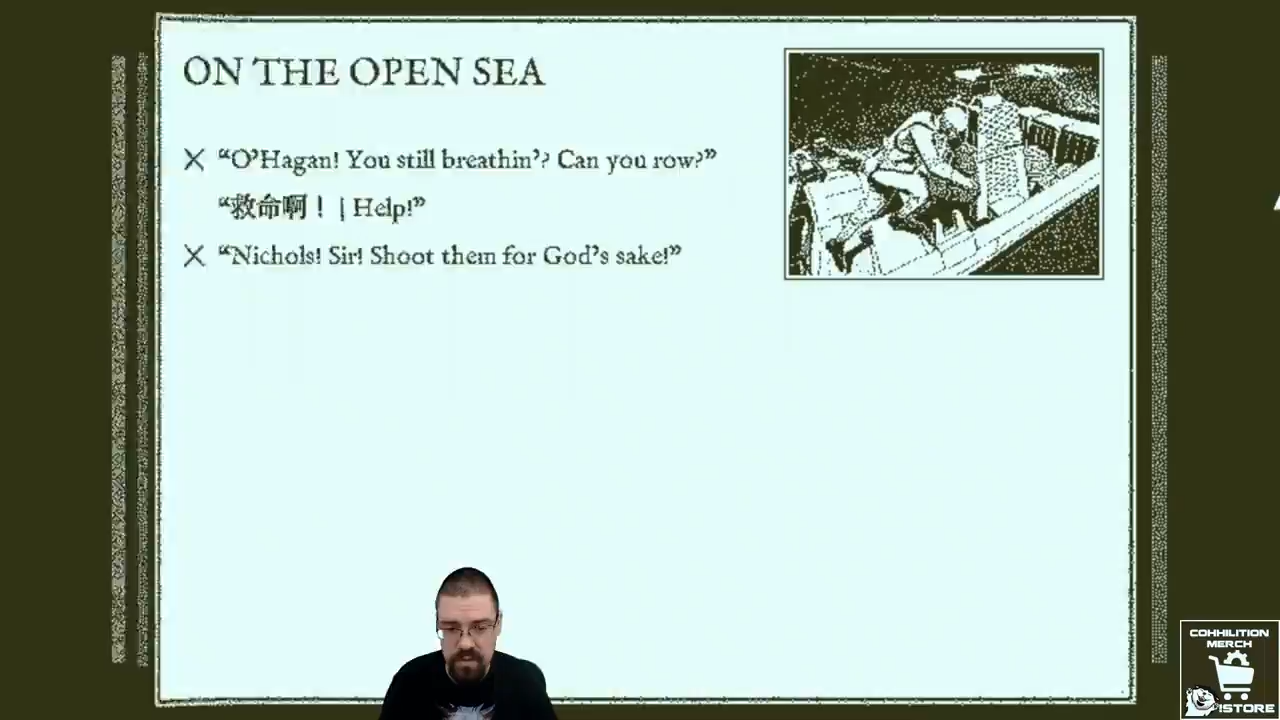 ON THE OPEN SEA
X “O'Hagan! You still breathin'? Can you row?”
“救命啊！ | Help!”
X “Nichols! Sir! Shoot them for God's sake!”
COHHILITION
MERCH
!STORE